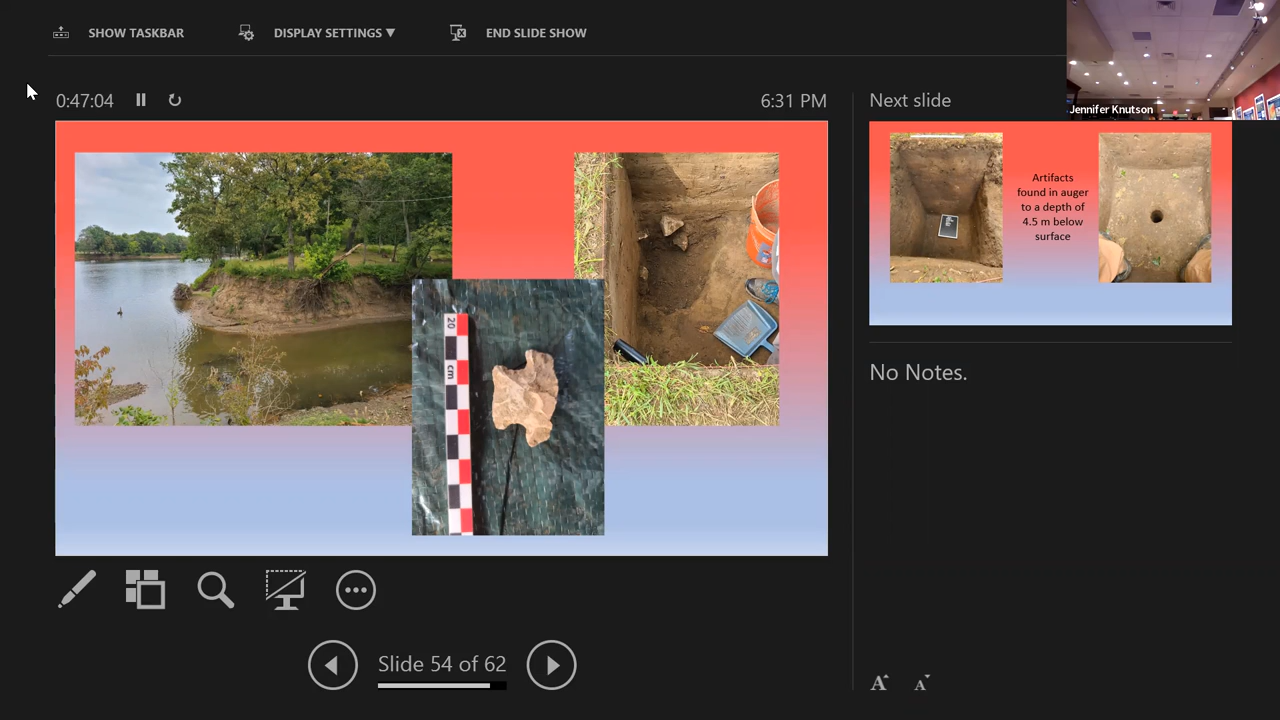 SHOW TASKBAR
DISPLAY SETTINGS ▼
END SLIDE SHOW
Jennifer Knutson
0:47:04
6:31 PM
Next slide
20
cm
Artifacts
found in auger
to a depth of
4.5 m below
surface
No Notes.
Slide 54 of 62
A
A